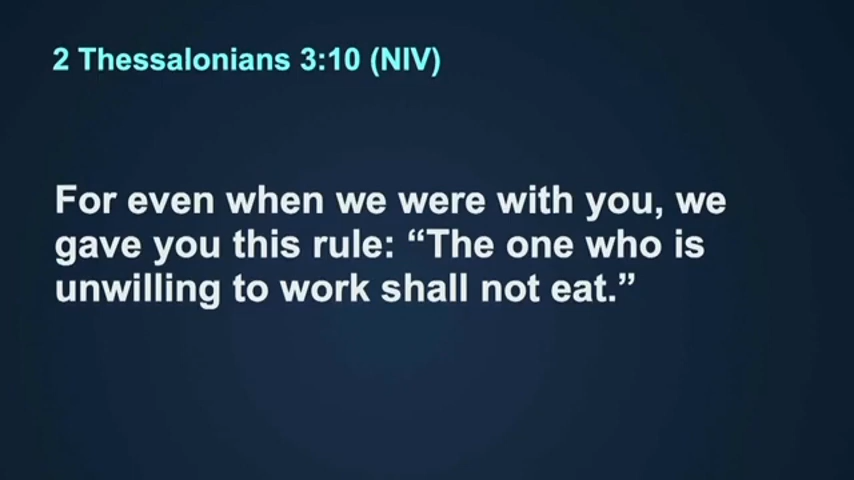 2 Thessalonians 3:10 (NIV)
For even when we were with you, we
gave you this rule: “The one who is
unwilling to work shall not eat.”